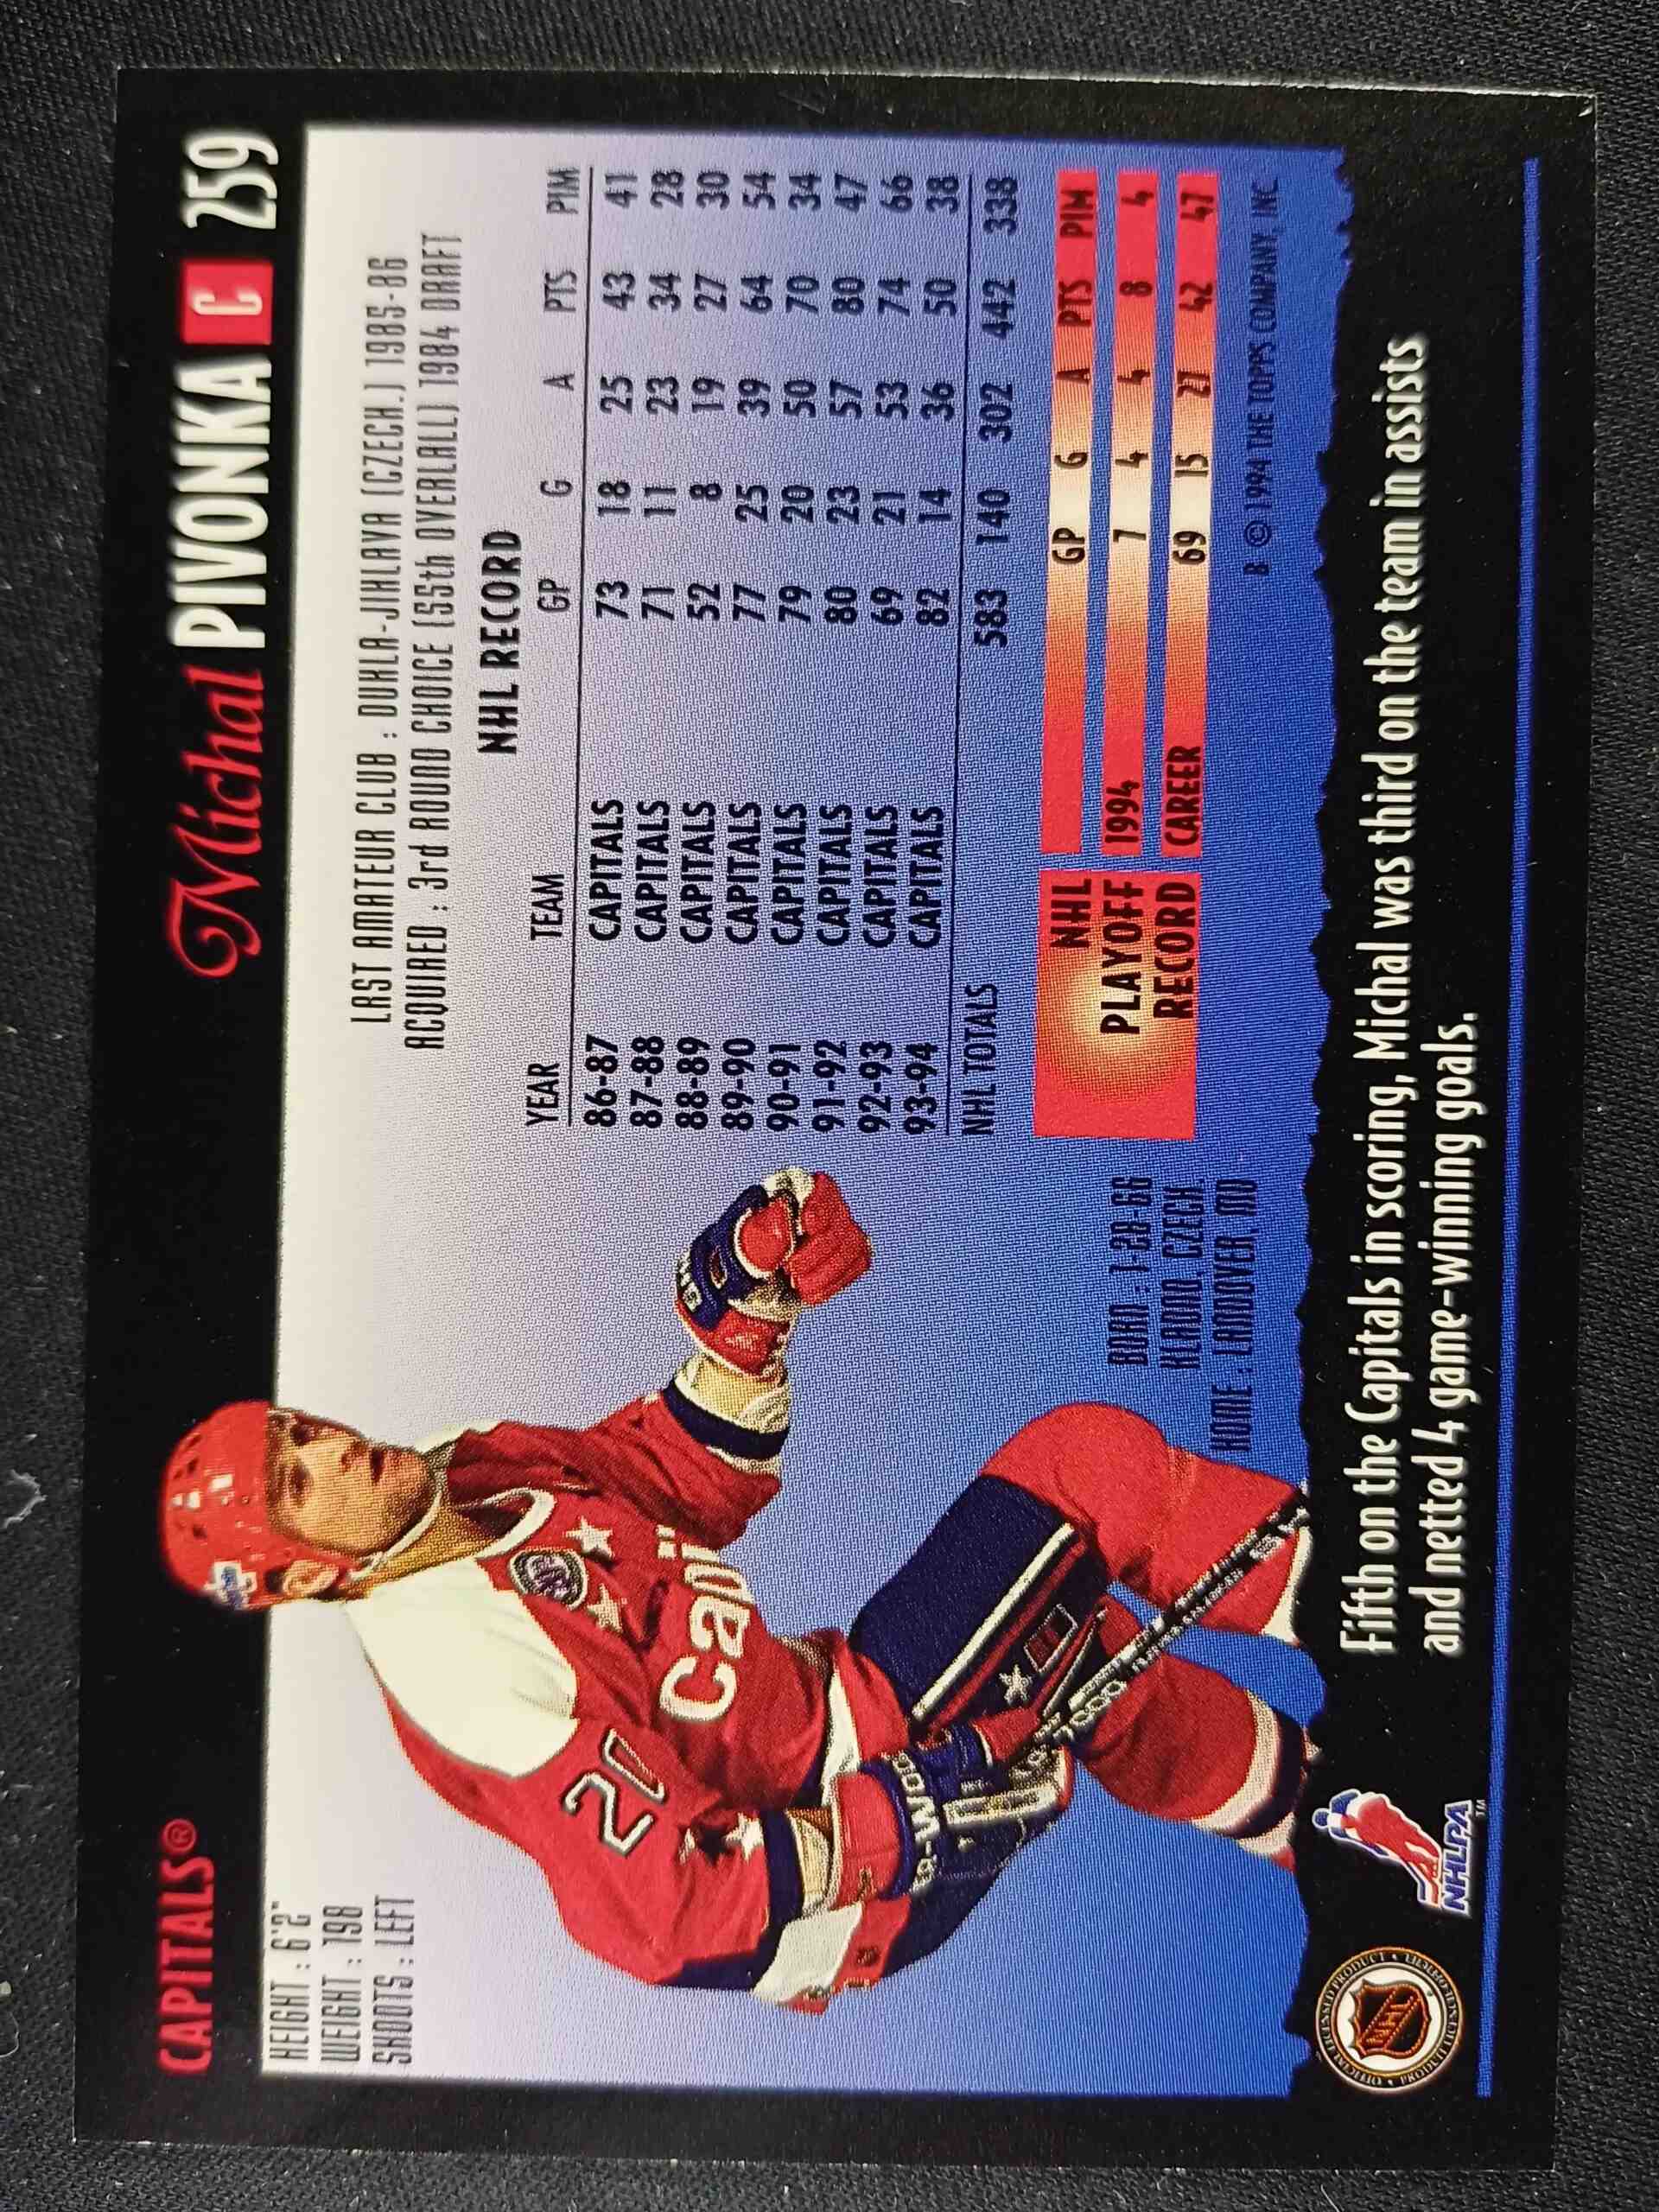 CAPITALS®
Michal PIVONKA C 259
HEIGHT : 6'2"
WEIGHT : 198
SHOOTS : LEFT
LAST AMATEUR CLUB : DUKLA-JIHLAVA (CZECH.) 1985-86
ACQUIRED : 3rd ROUND CHOICE (55th OVERLALL) 1984 DRAFT
NHL RECORD
YEAR TEAM GP G A PTS PIM
86-87 CAPITALS 73 18 25 43 41
87-88 CAPITALS 71 11 23 34 28
88-89 CAPITALS 52 8 19 27 30
89-90 CAPITALS 77 25 39 64 54
90-91 CAPITALS 79 20 50 70 34
91-92 CAPITALS 80 23 57 80 47
92-93 CAPITALS 69 21 53 74 66
93-94 CAPITALS 82 14 36 50 38
NHL TOTALS 583 140 302 442 338
NHL PLAYOFF RECORD
GP G A PTS PIM
1994 7 4 4 8 4
CAREER 69 15 27 42 47
BORN : 1-28-66
KLADNO, CZECH.
HOME : LANDOVER, MD
B © 1994 THE TOPPS COMPANY, INC.
20
Capi
Fifth on the Capitals in scoring, Michal was third on the team in assists
and netted 4 game-winning goals.
NHL
OFFICIAL LICENSED PRODUCT
NHLPA™